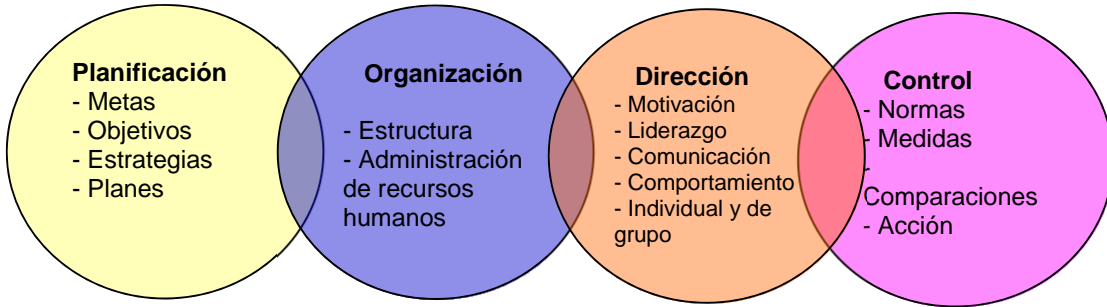 Planificación
- Metas
- Objetivos
- Estrategias
- Planes
Organización
- Estructura
- Administración
de recursos
humanos
Dirección
- Motivación
- Liderazgo
- Comunicación
- Comportamiento
- Individual y de
grupo
Control
- Normas
- Medidas
-
Comparaciones
- Acción